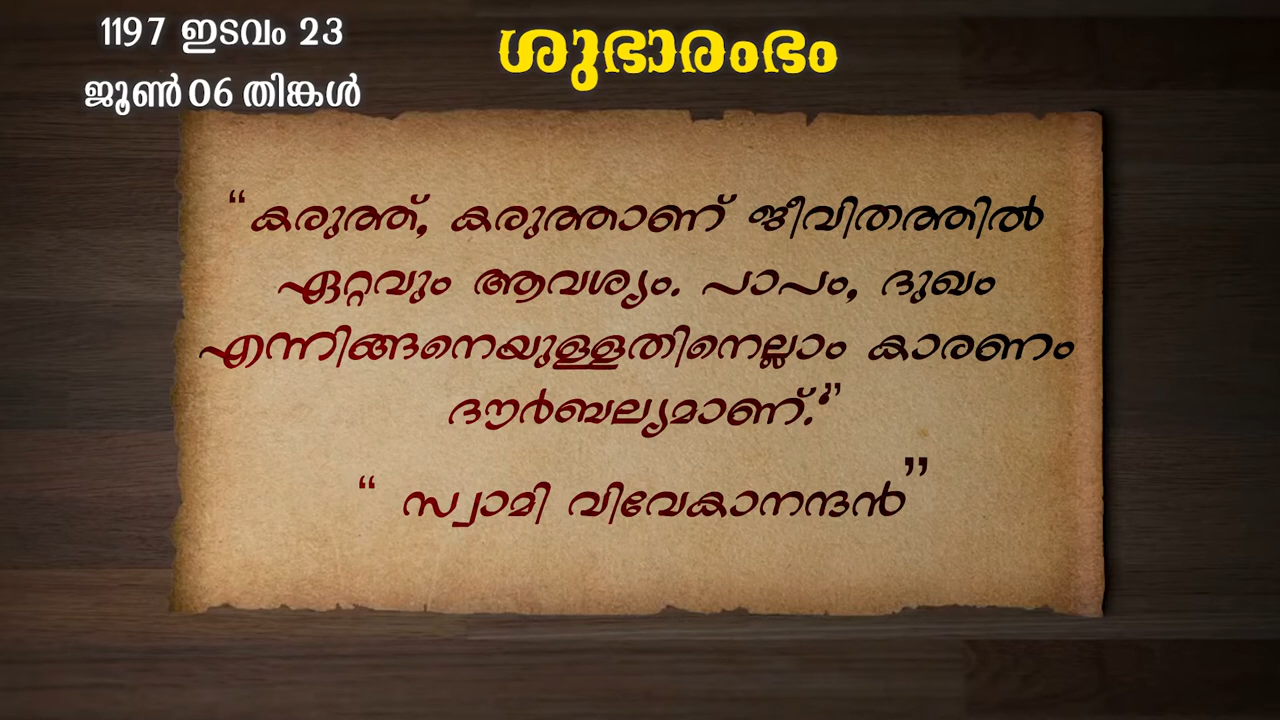 1197 ഇടവം 23
ജൂൺ 06 തിങ്കൾ
ശുഭാരംഭം
“കരുത്ത്, കരുത്താണ് ജീവിതത്തിൽ
ഏറ്റവും ആവശ്യം. പാപം, ദുഖം
എന്നിങ്ങനെയുള്ളതിനെല്ലാം കാരണം
ദൗർബല്യമാണ്.‘”
“ സ്വാമി വിവേകാനന്ദൻ”